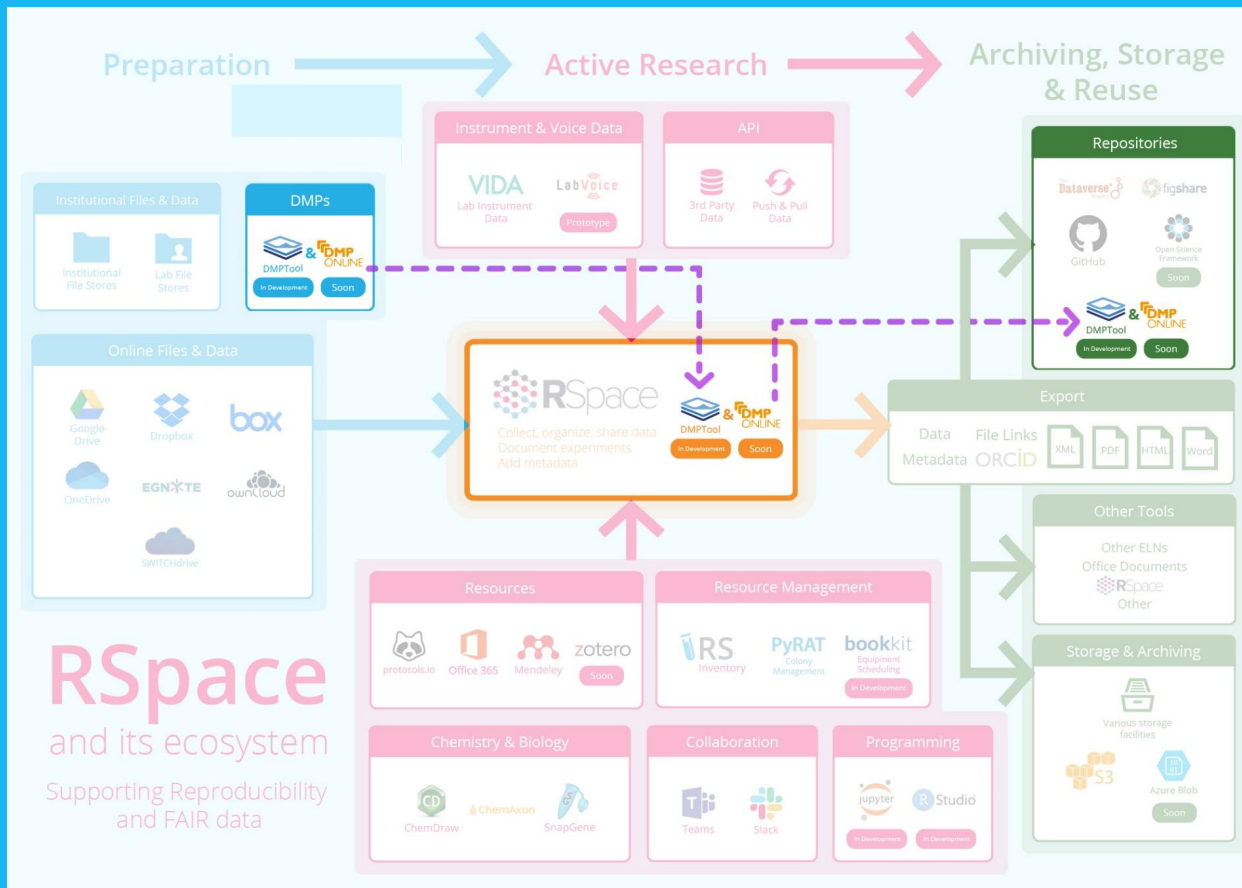 Preparation
Active Research
Archiving, Storage
& Reuse
Instrument & Voice Data
VIDA
Lab Instrument
Data
LabVoice
Prototype
API
3rd Party
Data
Push & Pull
Data
Institutional Files & Data
Institutional
File Stores
Lab File
Stores
DMPs
DMPTool
&
DMP
ONLINE
In Development
Soon
Online Files & Data
Google
Drive
Dropbox
box
OneDrive
EGNYTE
ownCloud
SWITCHdrive
RSpace
Collect, organize, share data
Document experiments
Add metadata
DMPTool
&
DMP
ONLINE
In Development
Soon
Repositories
The
Dataverse
Project
figshare
GitHub
Open Science
Framework
Soon
DMPTool
&
DMP
ONLINE
In Development
Soon
Export
Data
File Links
Metadata
ORCID
XML
PDF
HTML
Word
Other Tools
Other ELNs
Office Documents
RSpace
Other
Storage & Archiving
Various storage
facilities
S3
Azure Blob
Soon
Resources
protocols.io
Office 365
Mendeley
zotero
Soon
Resource Management
RS
Inventory
PyRAT
Colony
Management
bookkit
Equipment
Scheduling
In Development
Chemistry & Biology
CD
ChemDraw
ChemAxon
SnapGene
Collaboration
Teams
Slack
Programming
jupyter
In Development
R Studio
In Development
RSpace
and its ecosystem
Supporting Reproducibility
and FAIR data